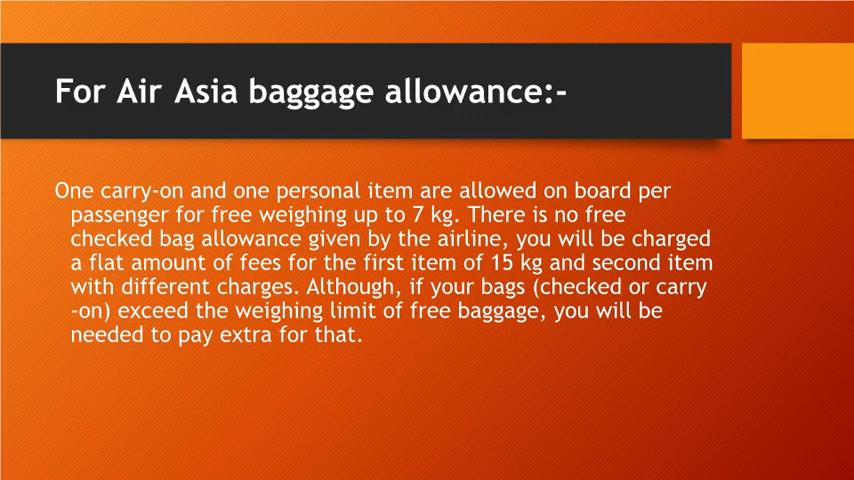 For Air Asia baggage allowance:-
One carry-on and one personal item are allowed on board per
passenger for free weighing up to 7 kg. There is no free
checked bag allowance given by the airline, you will be charged
a flat amount of fees for the first item of 15 kg and second item
with different charges. Although, if your bags (checked or carry
-on) exceed the weighing limit of free baggage, you will be
needed to pay extra for that.